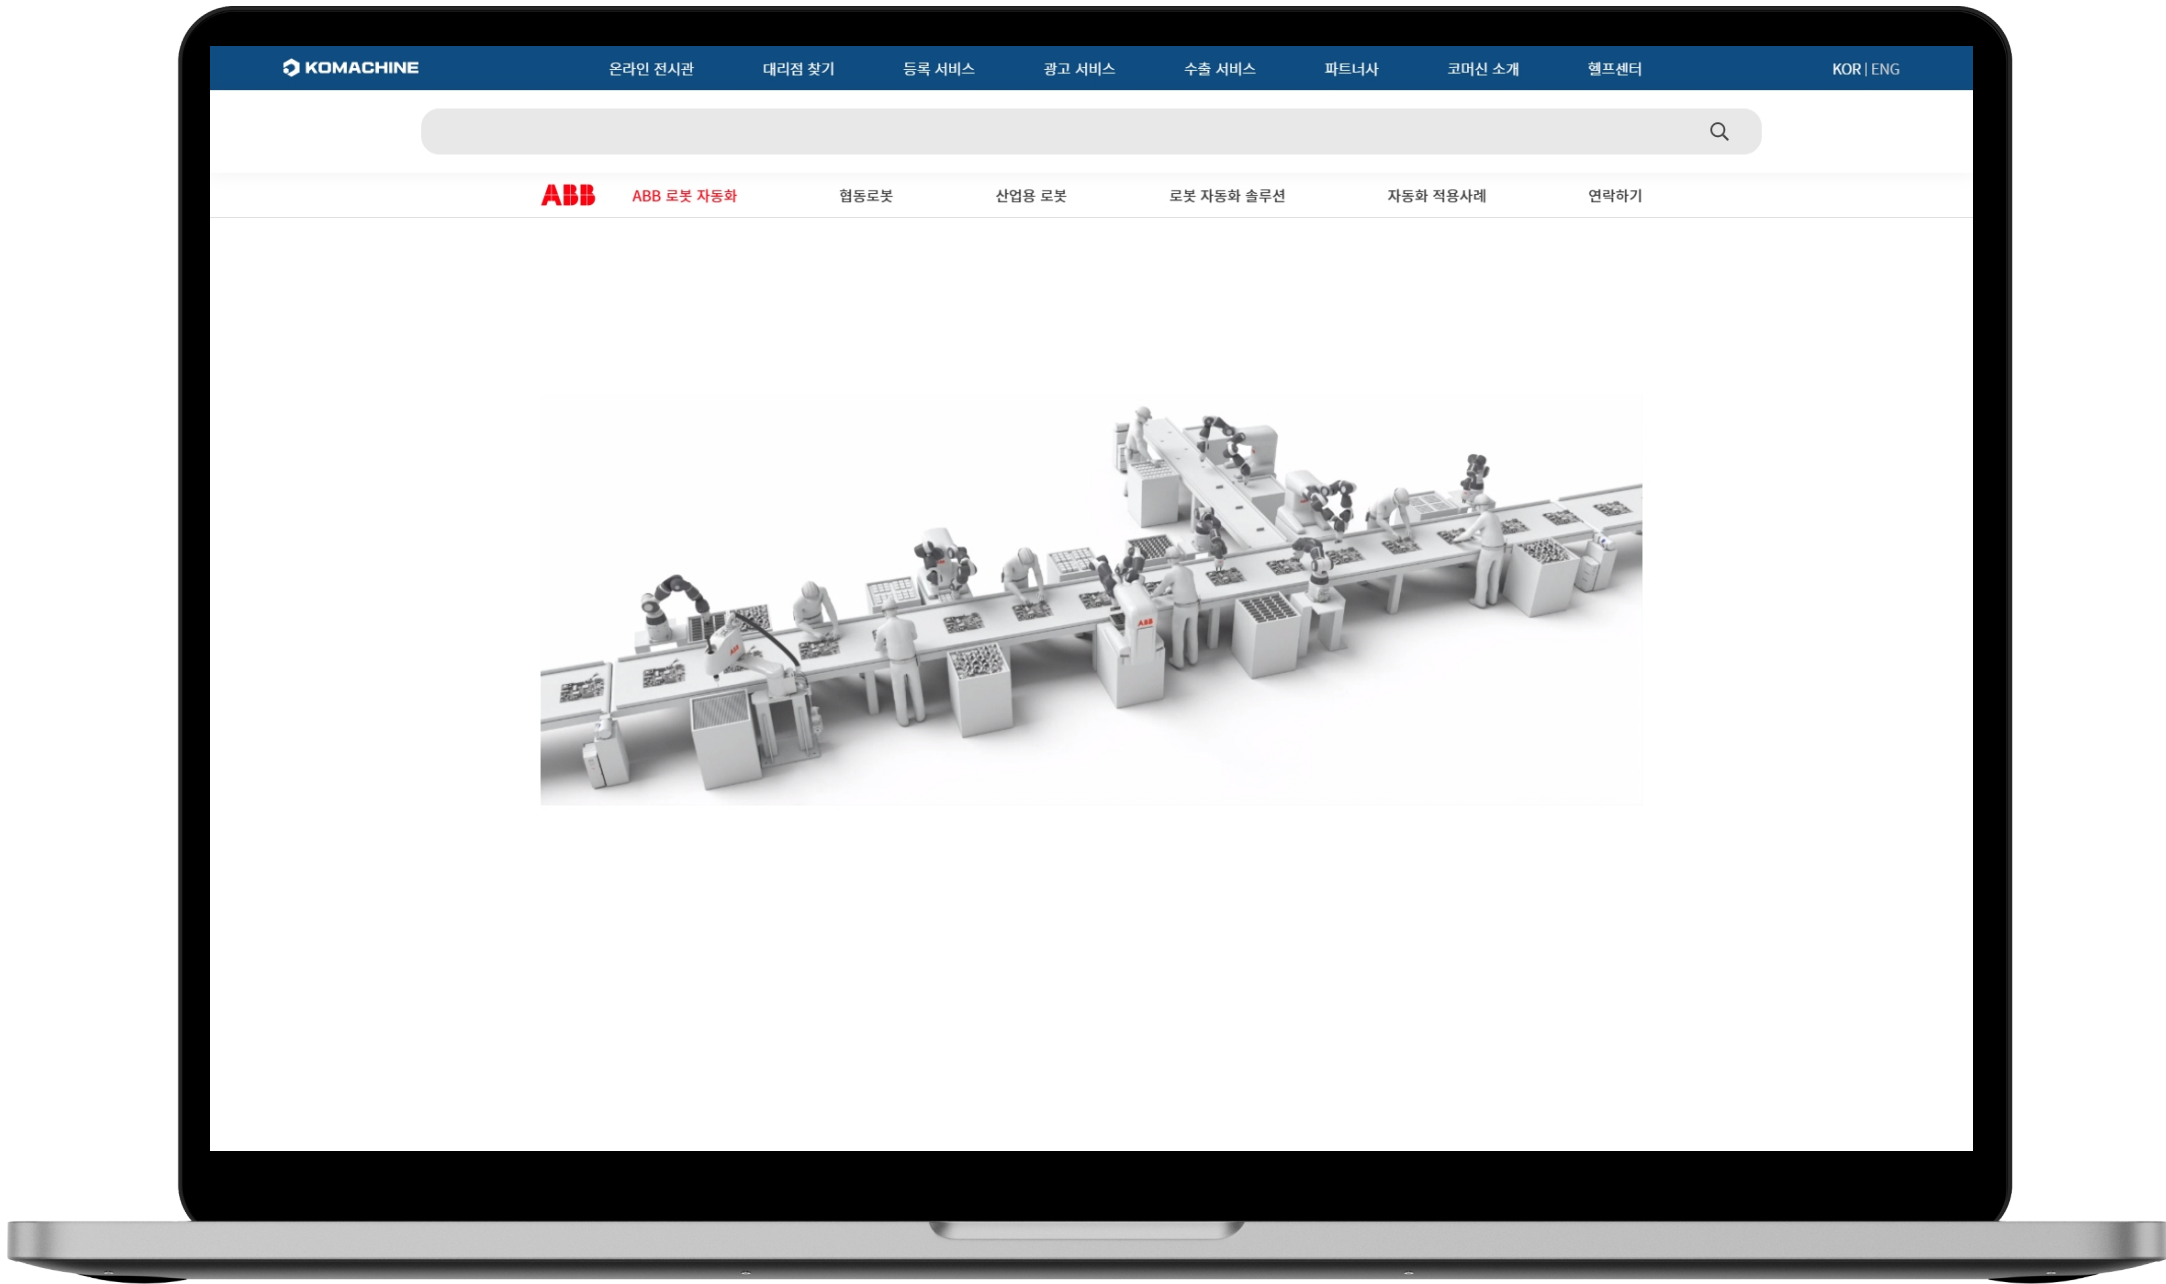 KOMACHINE 온라인 전시관 대리점 찾기 등록 서비스 광고 서비스 수출 서비스 파트너사 코머신 소개 헬프센터 KOR | ENG
ABB ABB 로봇 자동화 협동로봇 산업용 로봇 로봇 자동화 솔루션 자동화 적용사례 연락하기
ABB
ABB